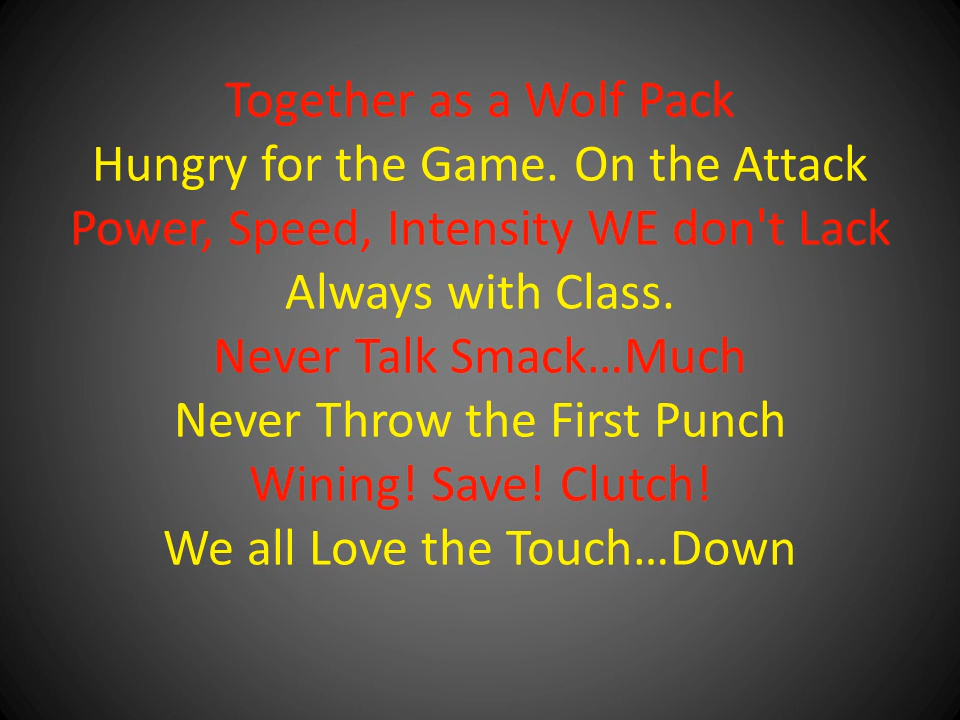 Together as a Wolf Pack
Hungry for the Game. On the Attack
Power, Speed, Intensity WE don't Lack
Always with Class.
Never Talk Smack…Much
Never Throw the First Punch
Wining! Save! Clutch!
We all Love the Touch…Down